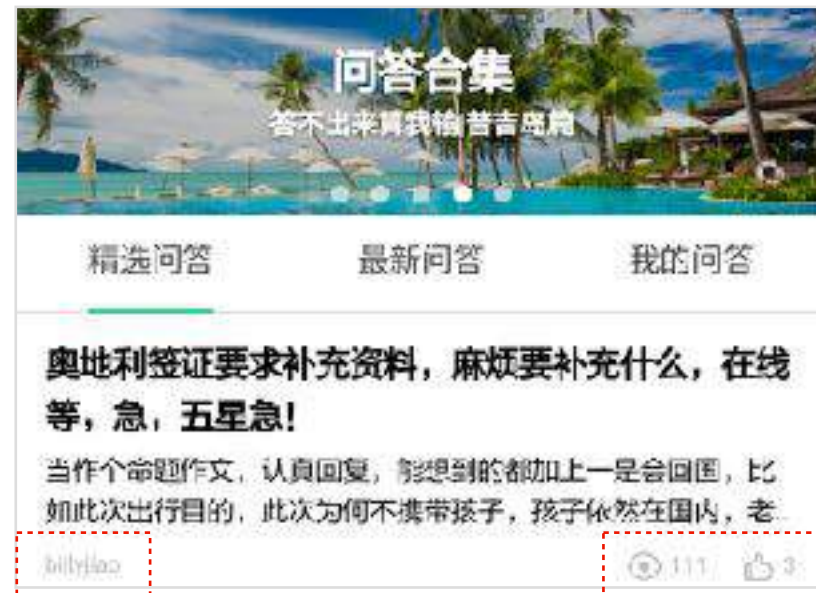 问答合集
答不出来算我输 普吉岛篇
精选问答 最新问答 我的问答
奥地利签证要求补充资料，麻烦要补充什么，在线
等，急，五星急！
当作个命题作文，认真回复，能想到的都加上一定会回国，比
如此次出行目的，此次为何不携带孩子，孩子依然在国内，老...
111 3